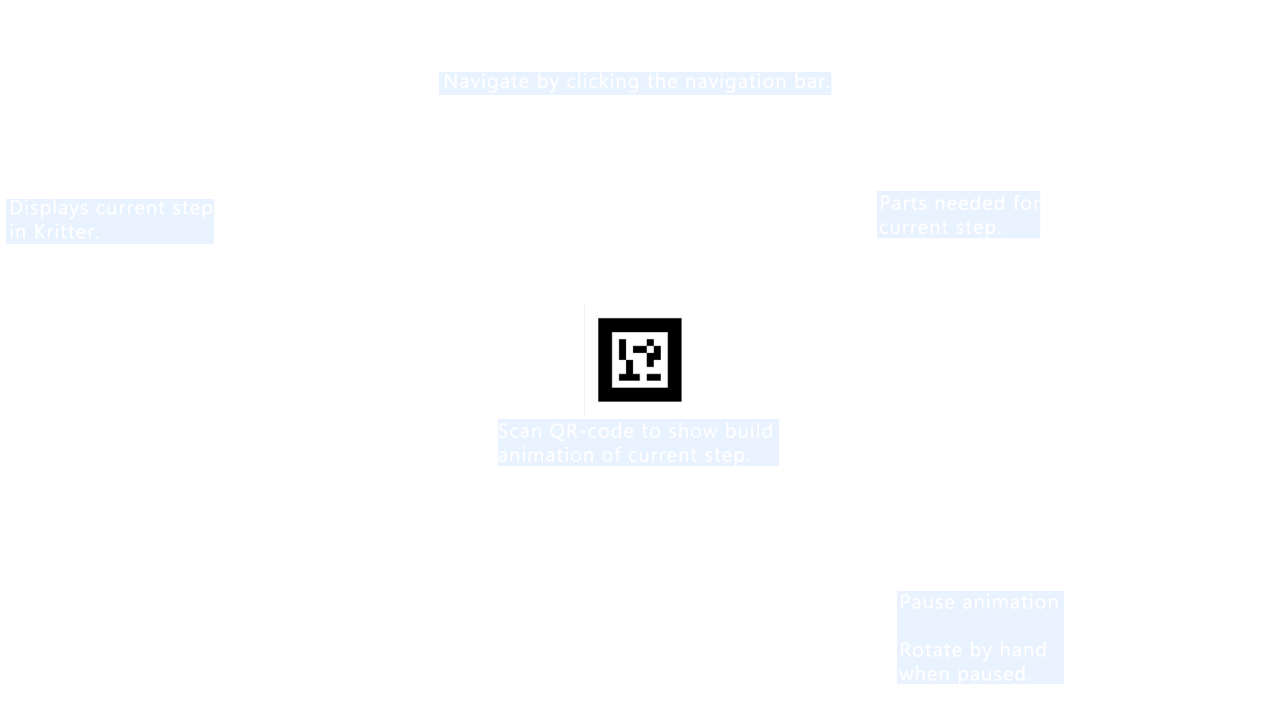 Navigate by clicking the navigation bar.
Displays current step
in Kritter.
Parts needed for
current step.
Scan QR-code to show build
animation of current step.
Pause animation
Rotate by hand
when paused.